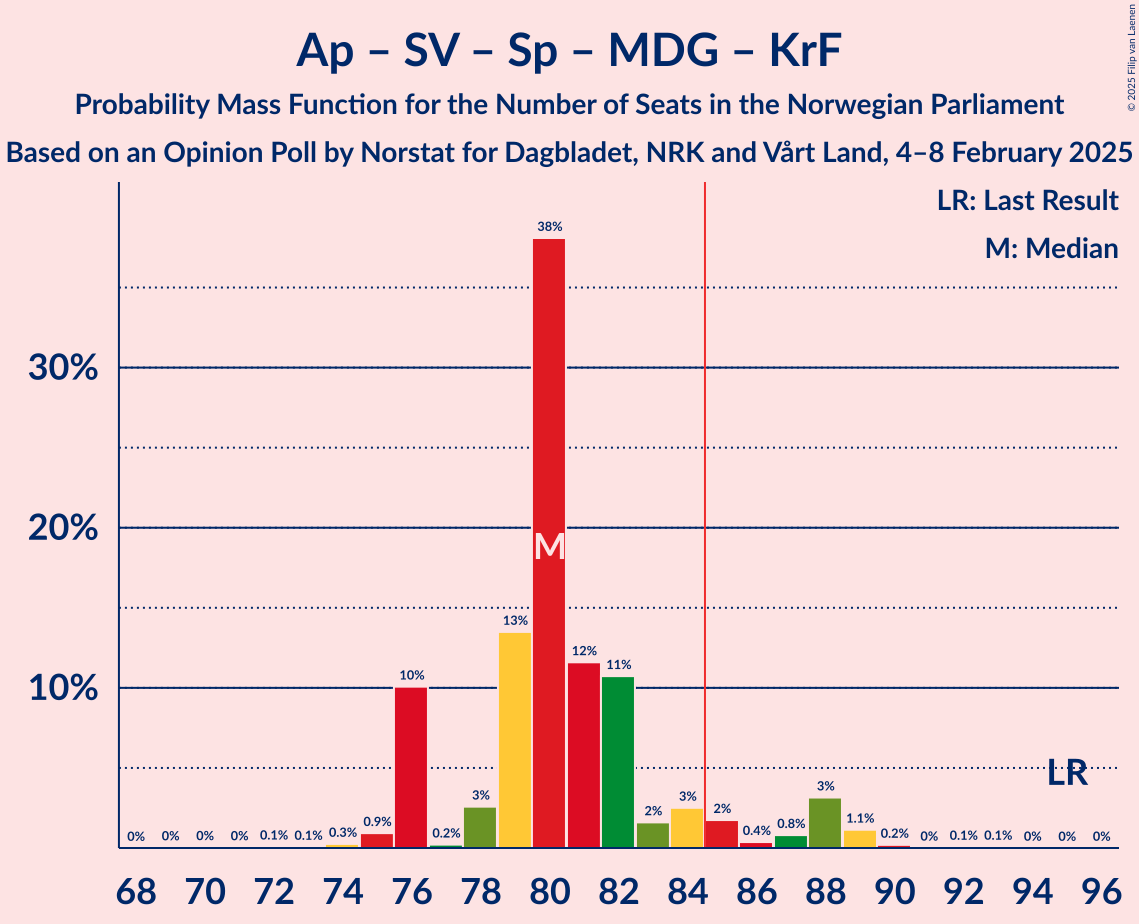 Ap – SV – Sp – MDG – KrF
Probability Mass Function for the Number of Seats in the Norwegian Parliament
Based on an Opinion Poll by Norstat for Dagbladet, NRK and Vårt Land, 4–8 February 2025
© 2025 Filip van Laenen
LR: Last Result
M: Median
30%
20%
10%
0% 0% 0% 0% 0.1% 0.1% 0.3% 0.9% 10% 0.2% 3% 13% 38% 12% 11% 2% 3% 2% 0.4% 0.8% 3% 1.1% 0.2% 0% 0.1% 0.1% 0% 0% 0%
M
LR
68 70 72 74 76 78 80 82 84 86 88 90 92 94 96